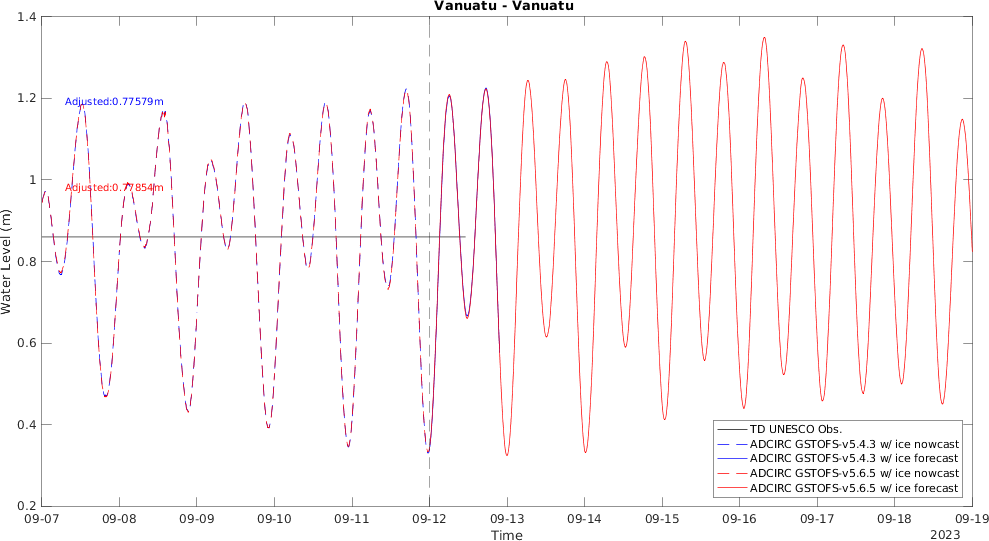 Vanuatu - Vanuatu
1.4
1.2
1
0.8
0.6
0.4
0.2
Water Level (m)
Adjusted:0.77579m
Adjusted:0.77854m
TD UNESCO Obs.
ADCIRC GSTOFS-v5.4.3 w/ ice nowcast
ADCIRC GSTOFS-v5.4.3 w/ ice forecast
ADCIRC GSTOFS-v5.6.5 w/ ice nowcast
ADCIRC GSTOFS-v5.6.5 w/ ice forecast
09-07 09-08 09-09 09-10 09-11 09-12 09-13 09-14 09-15 09-16 09-17 09-18 09-19
Time
2023